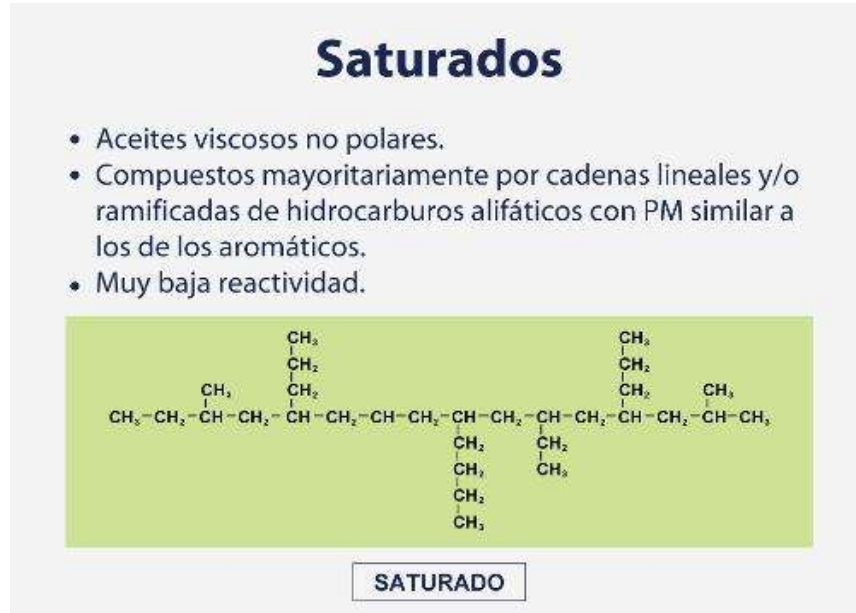 Saturados
• Aceites viscosos no polares.
• Compuestos mayoritariamente por cadenas lineales y/o
ramificadas de hidrocarburos alifáticos con PM similar a
los de los aromáticos.
• Muy baja reactividad.
CH₃ CH₃
CH₂ CH₂
CH₃ CH₂ CH₂ CH₃
CH₃-CH₂-CH-CH₂-CH-CH₂-CH-CH₂-CH-CH₂-CH-CH₂-CH-CH₂-CH-CH₃
CH₂ CH₂
CH₂ CH₃
CH₂
CH₃
SATURADO